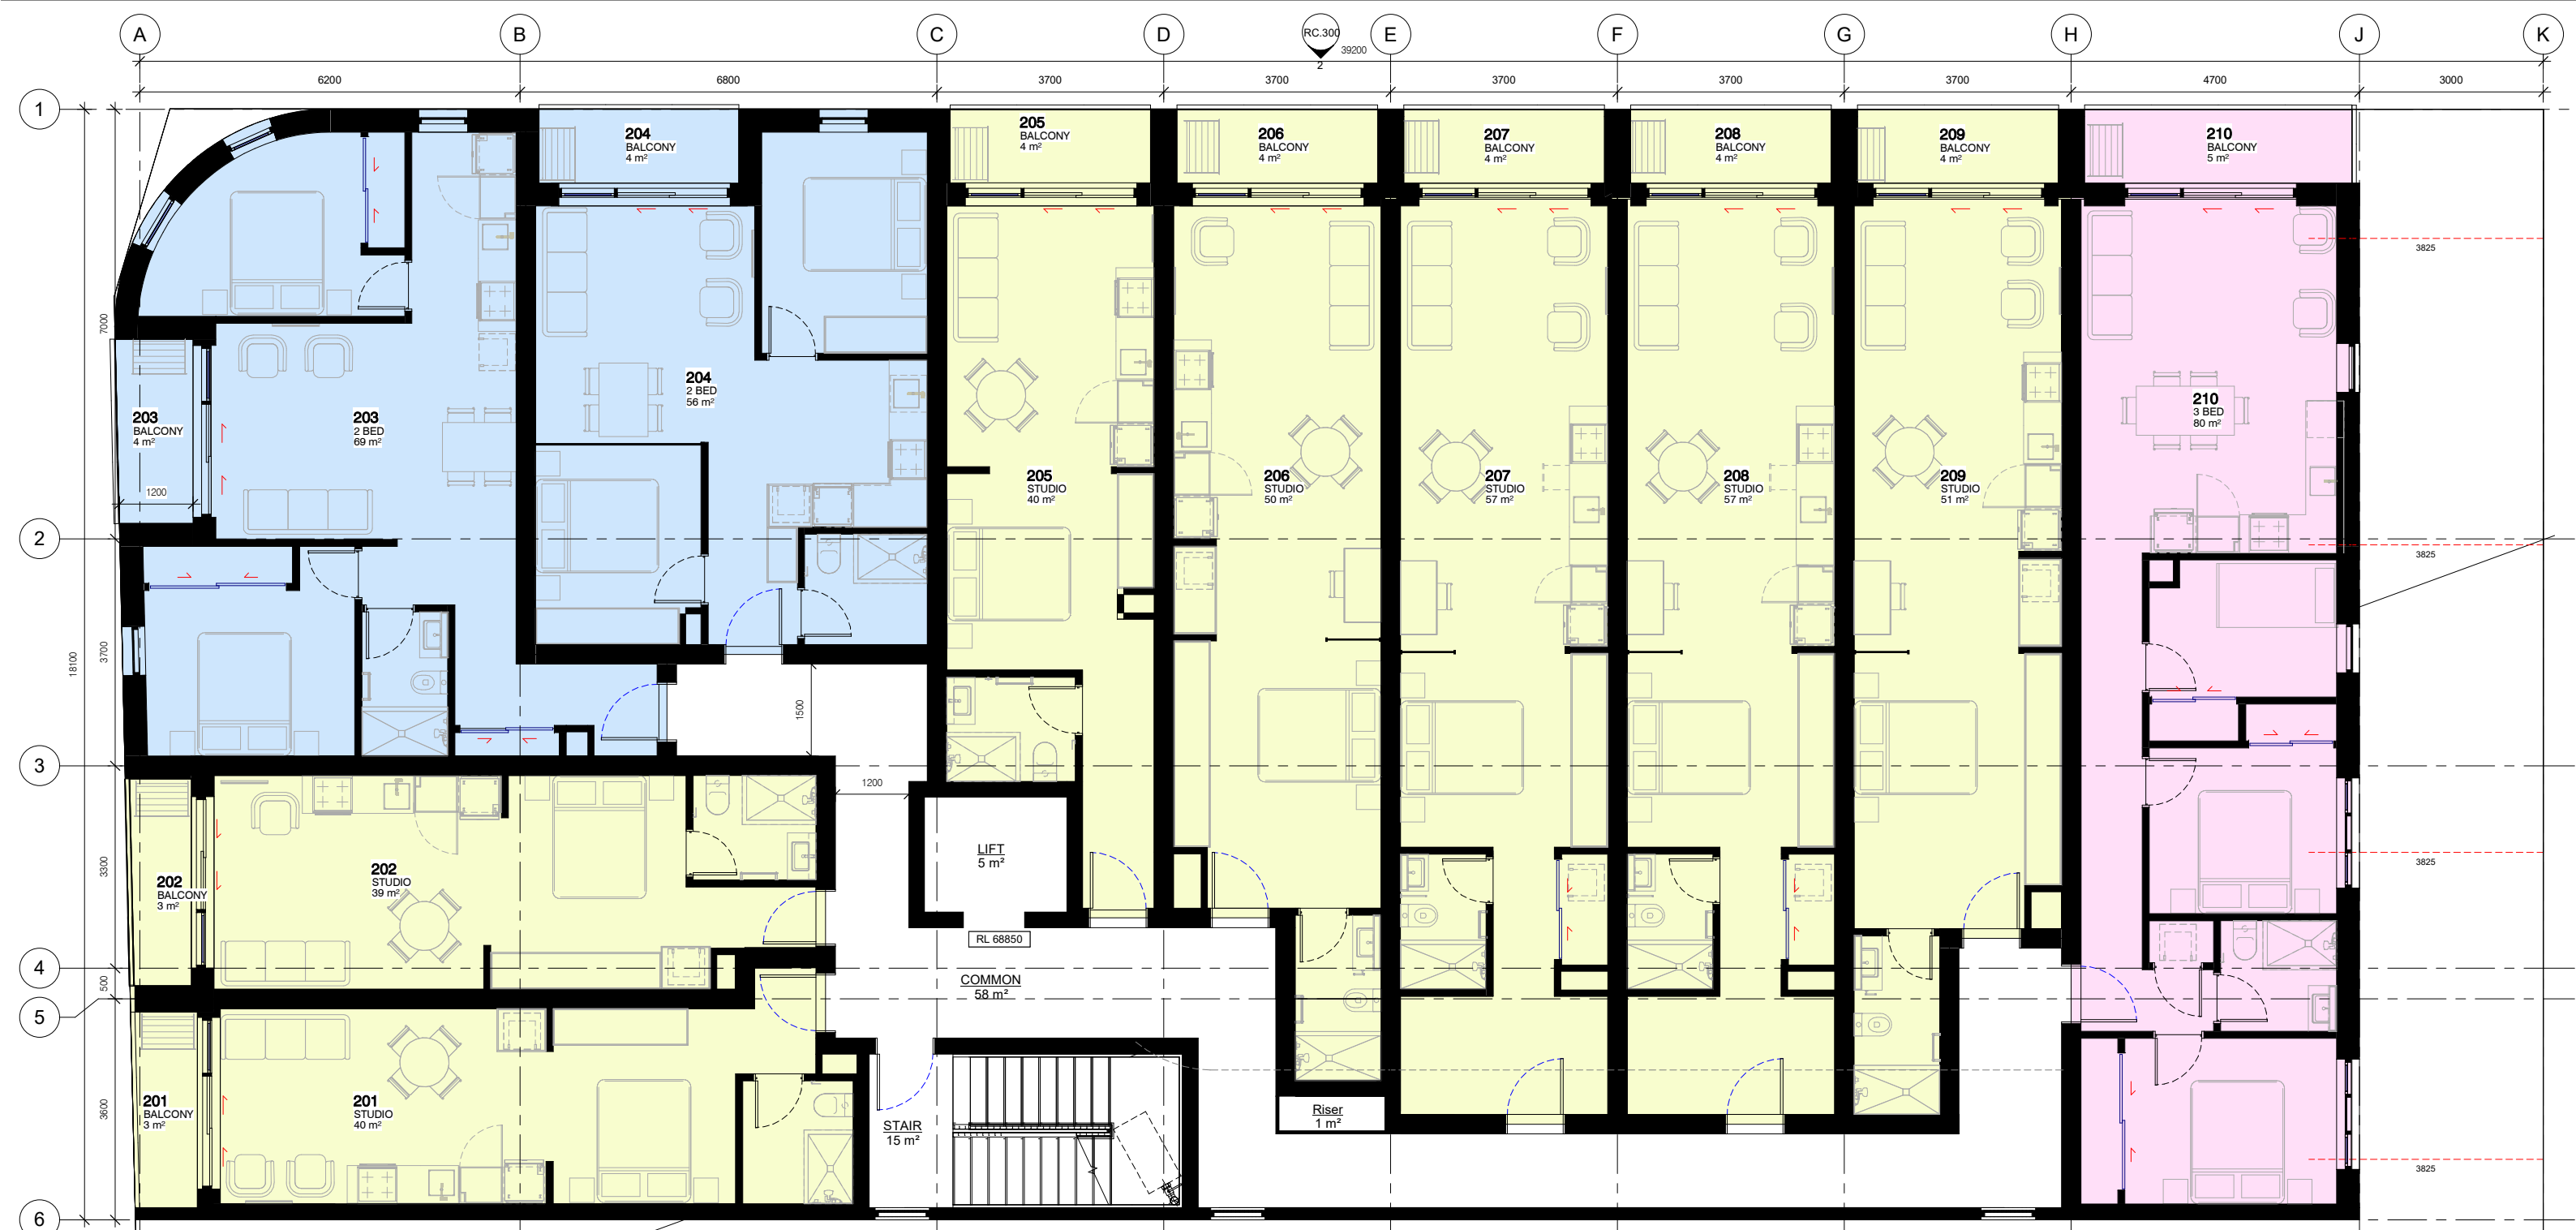 A
B
C
D
RC.300
2
E
F
G
H
J
K
39200
6200
6800
3700
3700
3700
3700
3700
4700
3000
1
2
3
4
5
6
18100
7000
3700
3300
500
3600
204
BALCONY
4 m²
205
BALCONY
4 m²
206
BALCONY
4 m²
207
BALCONY
4 m²
208
BALCONY
4 m²
209
BALCONY
4 m²
210
BALCONY
5 m²
3825
203
BALCONY
4 m²
203
2 BED
69 m²
204
2 BED
56 m²
210
3 BED
80 m²
1200
205
STUDIO
40 m²
206
STUDIO
50 m²
207
STUDIO
57 m²
208
STUDIO
57 m²
209
STUDIO
51 m²
3825
1500
1200
LIFT
5 m²
3825
202
BALCONY
3 m²
202
STUDIO
39 m²
RL 68850
COMMON
58 m²
201
BALCONY
3 m²
201
STUDIO
40 m²
STAIR
15 m²
Riser
1 m²
3825